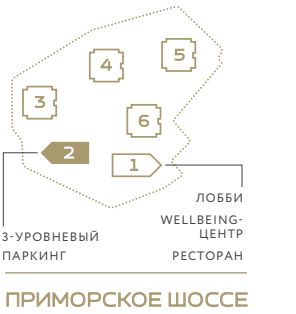 5
4
3
6
2
1
ЛОББИ
WELLBEING-
ЦЕНТР
РЕСТОРАН
3-УРОВНЕВЫЙ
ПАРКИНГ
ПРИМОРСКОЕ ШОССЕ